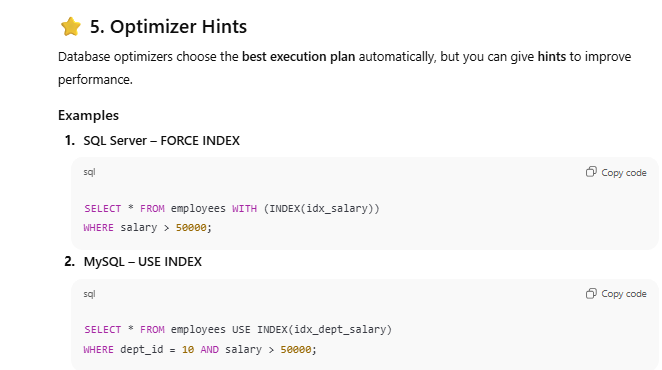 ⭐ 5. Optimizer Hints
Database optimizers choose the best execution plan automatically, but you can give hints to improve
performance.
Examples
1. SQL Server – FORCE INDEX
sql
Copy code
SELECT * FROM employees WITH (INDEX(idx_salary))
WHERE salary > 50000;
2. MySQL – USE INDEX
sql
Copy code
SELECT * FROM employees USE INDEX(idx_dept_salary)
WHERE dept_id = 10 AND salary > 50000;